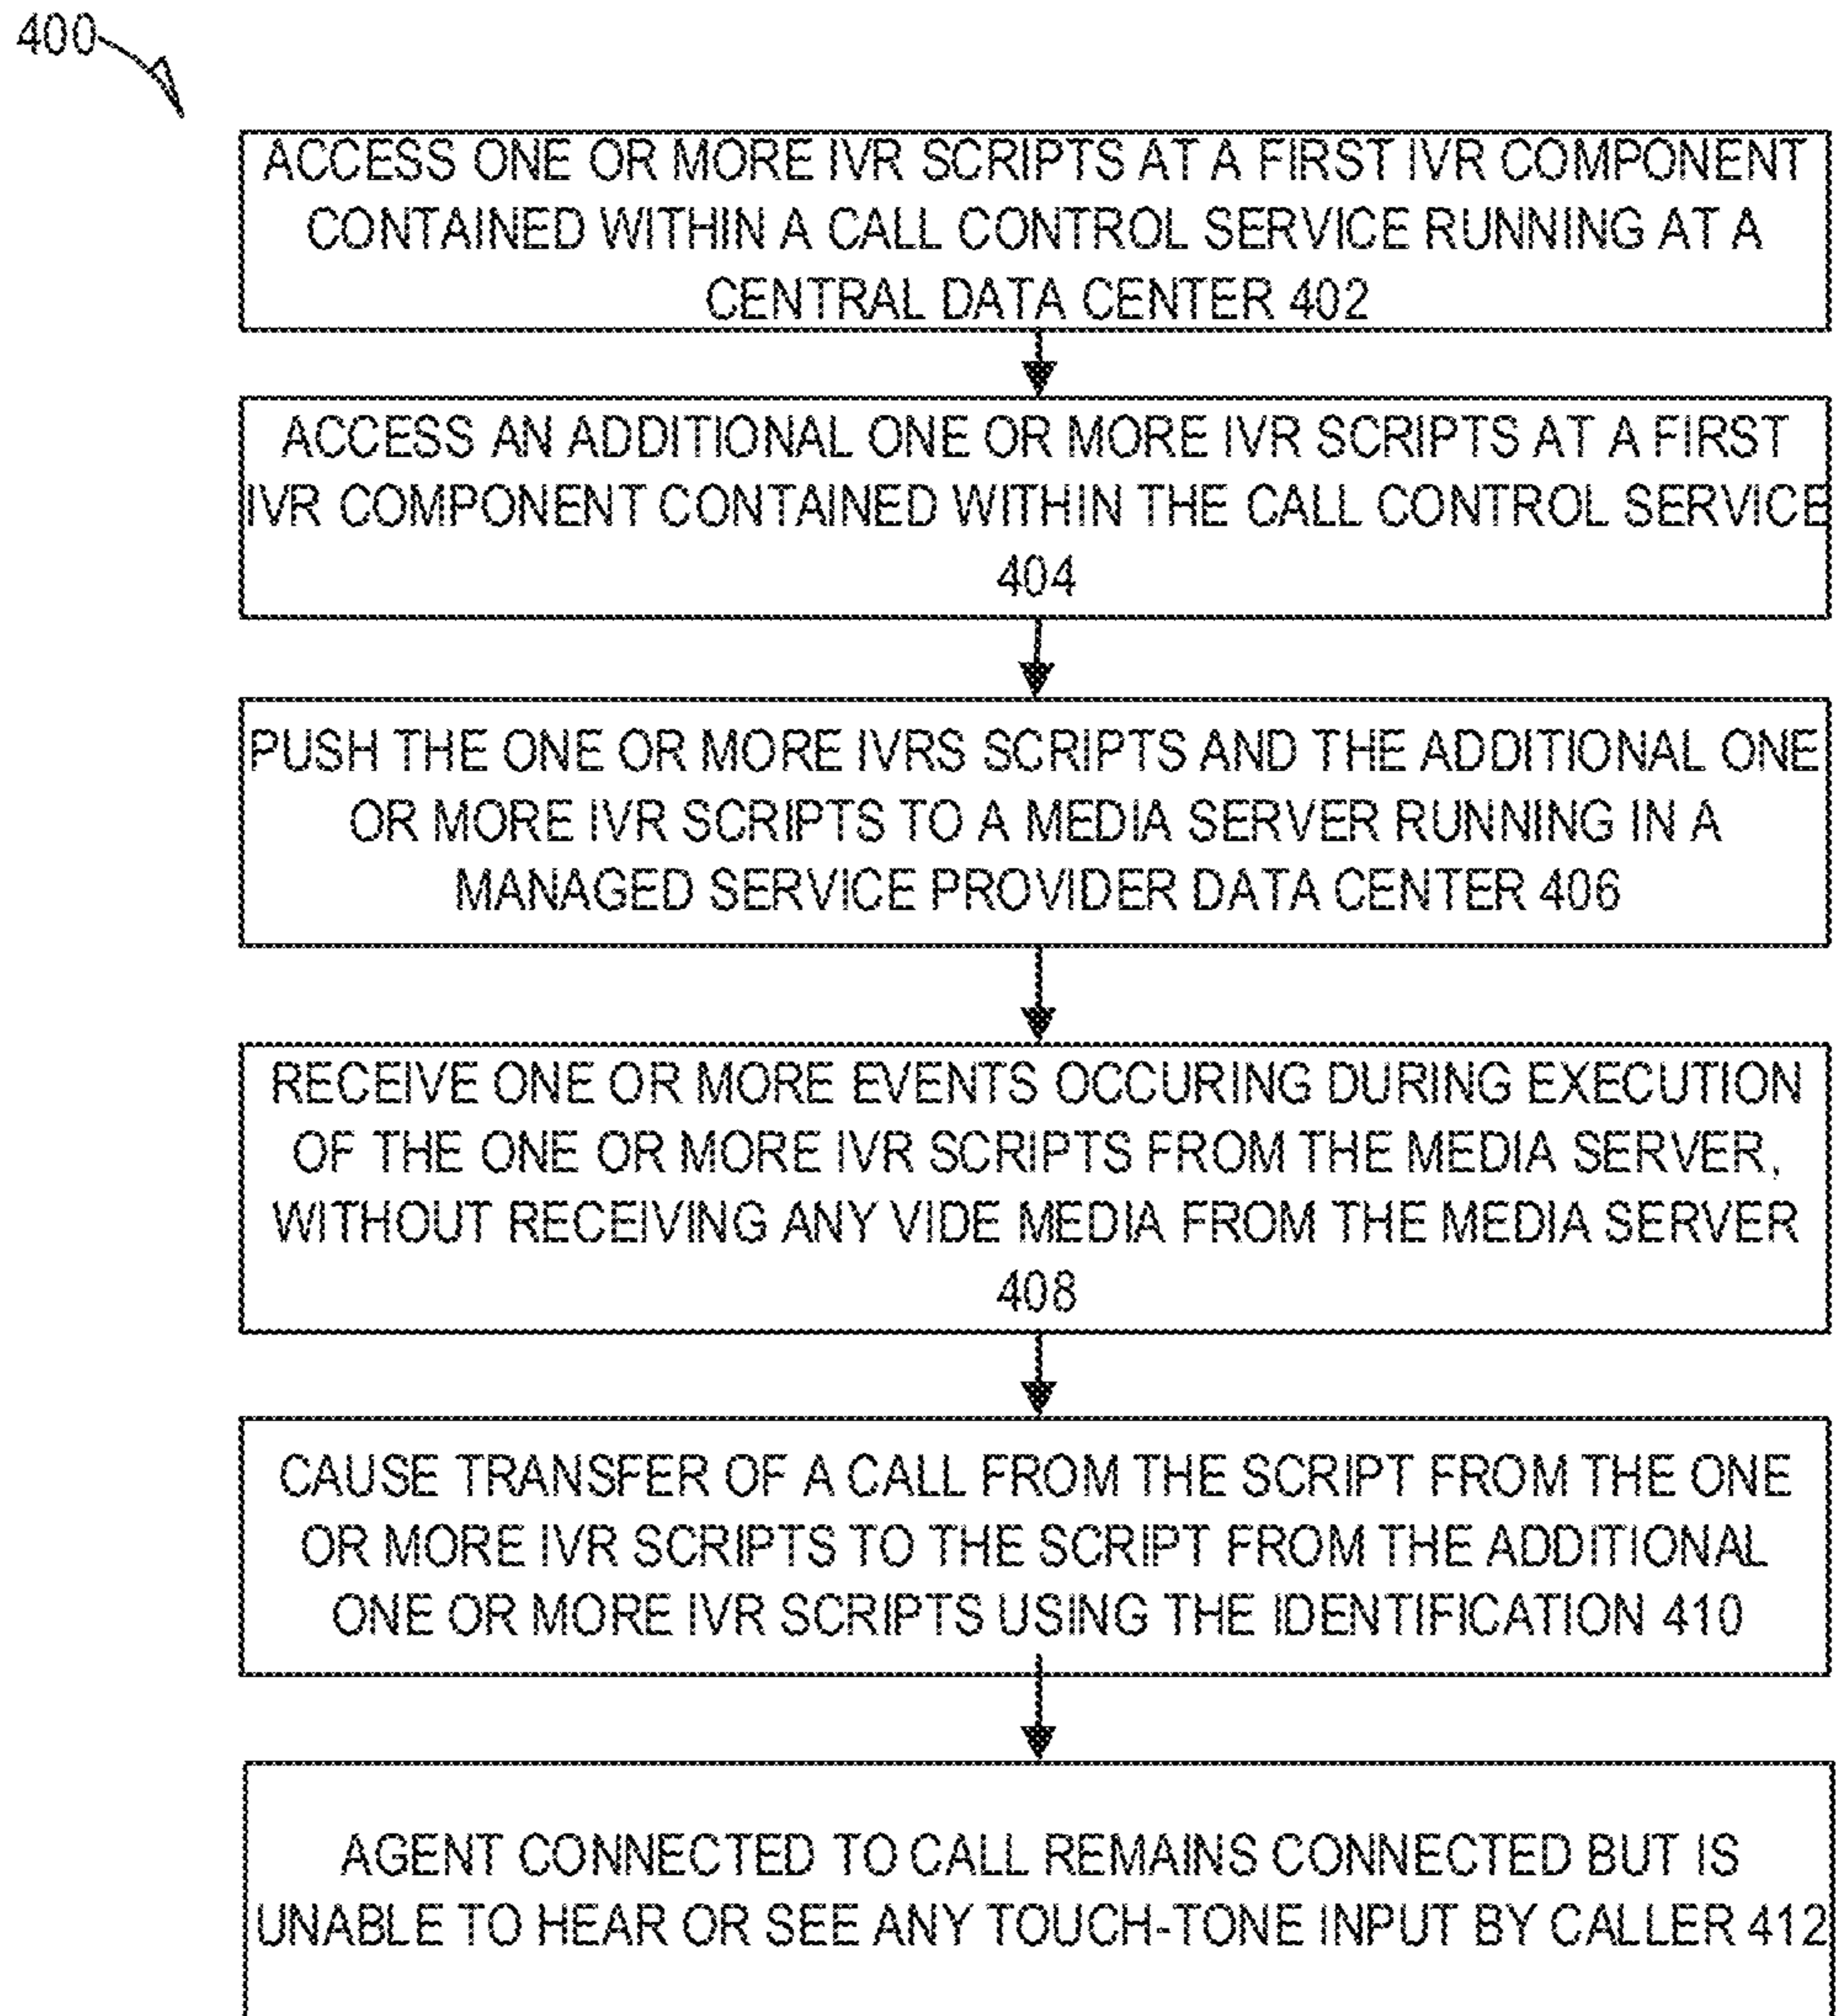 400
ACCESS ONE OR MORE IVR SCRIPTS AT A FIRST IVR COMPONENT
CONTAINED WITHIN A CALL CONTROL SERVICE RUNNING AT A
CENTRAL DATA CENTER 402
ACCESS AN ADDITIONAL ONE OR MORE IVR SCRIPTS AT A FIRST
IVR COMPONENT CONTAINED WITHIN THE CALL CONTROL SERVICE
404
PUSH THE ONE OR MORE IVRS SCRIPTS AND THE ADDITIONAL ONE
OR MORE IVR SCRIPTS TO A MEDIA SERVER RUNNING IN A
MANAGED SERVICE PROVIDER DATA CENTER 406
RECEIVE ONE OR MORE EVENTS OCCURING DURING EXECUTION
OF THE ONE OR MORE IVR SCRIPTS FROM THE MEDIA SERVER,
WITHOUT RECEIVING ANY VIDE MEDIA FROM THE MEDIA SERVER
408
CAUSE TRANSFER OF A CALL FROM THE SCRIPT FROM THE ONE
OR MORE IVR SCRIPTS TO THE SCRIPT FROM THE ADDITIONAL
ONE OR MORE IVR SCRIPTS USING THE IDENTIFICATION 410
AGENT CONNECTED TO CALL REMAINS CONNECTED BUT IS
UNABLE TO HEAR OR SEE ANY TOUCH-TONE INPUT BY CALLER 412